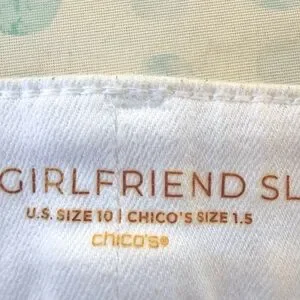 GIRLFRIEND SL
U.S. SIZE 10 | CHICO'S SIZE 1.5
chico's®